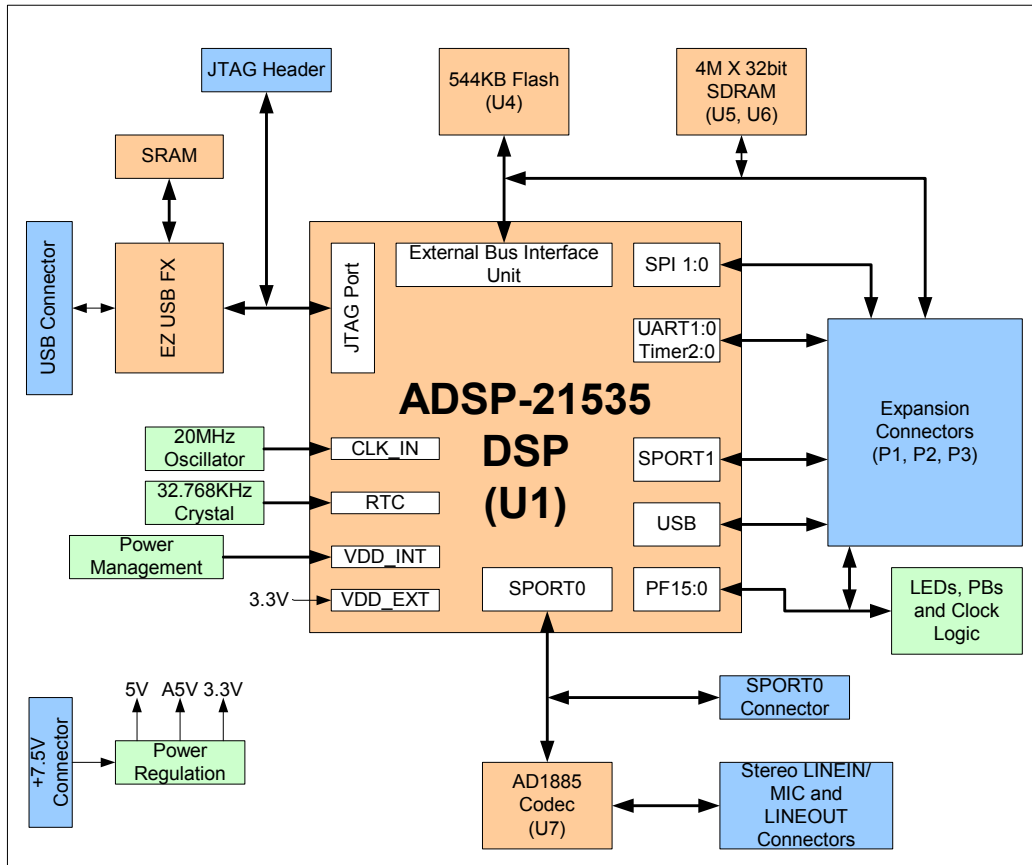 JTAG Header
544KB Flash
(U4)
4M X 32bit
SDRAM
(U5, U6)
SRAM
USB Connector
EZ USB FX
JTAG Port
External Bus Interface
Unit
SPI 1:0
UART1:0
Timer2:0
ADSP-21535
DSP
(U1)
Expansion
Connectors
(P1, P2, P3)
20MHz
Oscillator
CLK_IN
SPORT1
32.768KHz
Crystal
RTC
USB
Power
Management
VDD_INT
3.3V
VDD_EXT
SPORT0
PF15:0
LEDs, PBs
and Clock
Logic
5V A5V 3.3V
+7.5V
Connector
Power
Regulation
SPORT0
Connector
AD1885
Codec
(U7)
Stereo LINEIN/
MIC and
LINEOUT
Connectors